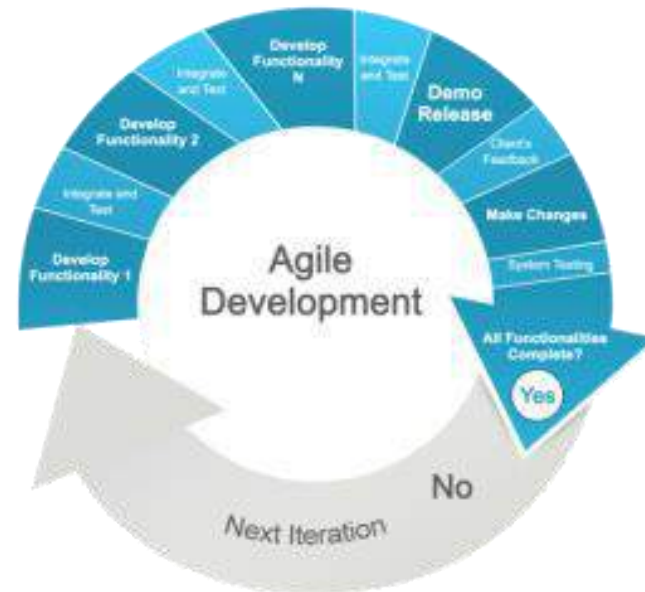 Develop
Functionality 1
Integrate and
Test
Develop
Functionality 2
Integrate
and Test
Develop
Functionality
N
Integrate
and Test
Demo
Release
Client's
Feedback
Make Changes
System Testing
All Functionalities
Complete?
Yes
No
Next Iteration
Agile
Development